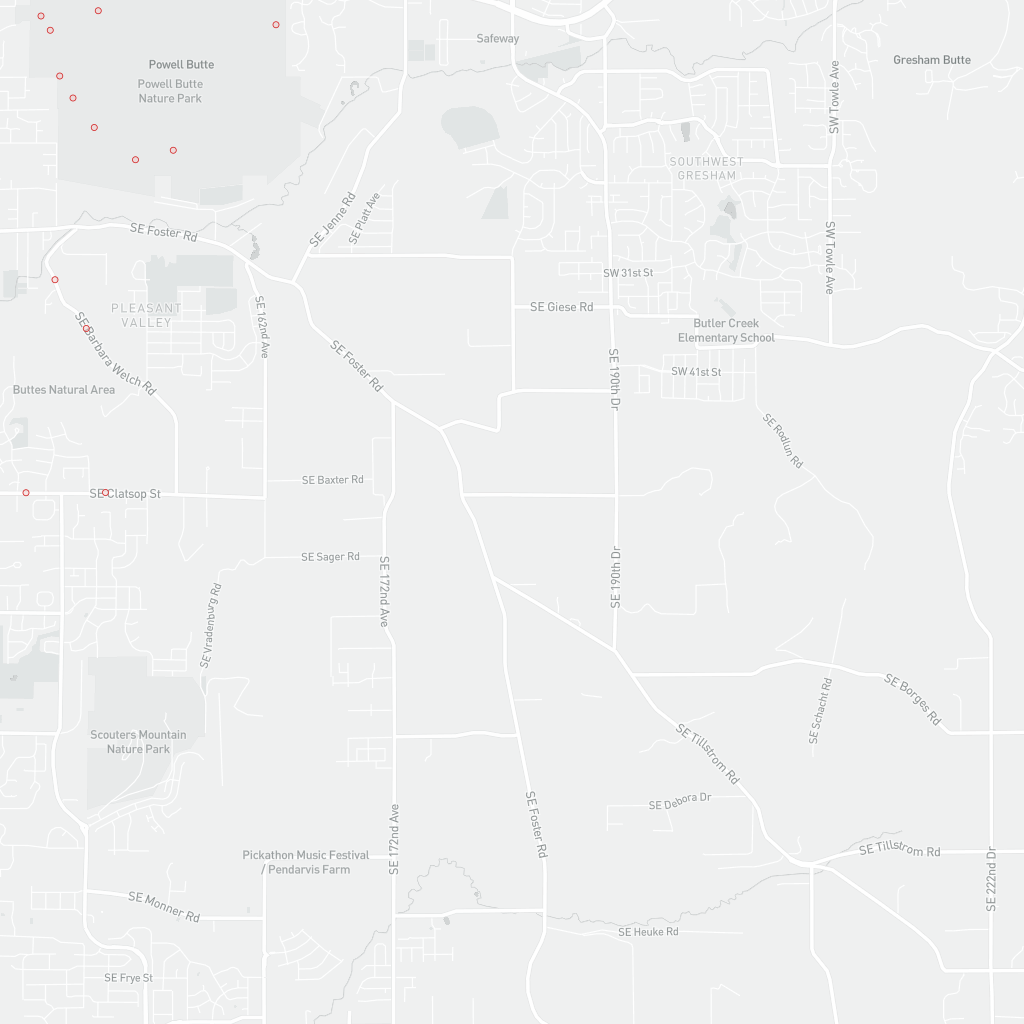 Safeway
Powell Butte
Powell Butte
Nature Park
Gresham Butte
SW Towle Ave
SOUTHWEST
GRESHAM
SE Jenne Rd
SE Platt Ave
SE Foster Rd
SW Towle Ave
SW 31st St
PLEASANT
VALLEY
SE 162nd Ave
SE Giese Rd
Butler Creek
Elementary School
SE Barbara Welch Rd
SE Foster Rd
SE 190th Dr
SW 41st St
Buttes Natural Area
SE Rodlun Rd
SE Baxter Rd
SE Clatsop St
SE Sager Rd
SE 172nd Ave
SE 190th Dr
SE Vradenburg Rd
SE Borges Rd
SE Schacht Rd
Scouters Mountain
Nature Park
SE Tillstrom Rd
SE Debora Dr
SE Foster Rd
SE 172nd Ave
Pickathon Music Festival
/ Pendarvis Farm
SE Tillstrom Rd
SE 222nd Dr
SE Monner Rd
SE Heuke Rd
SE Frye St